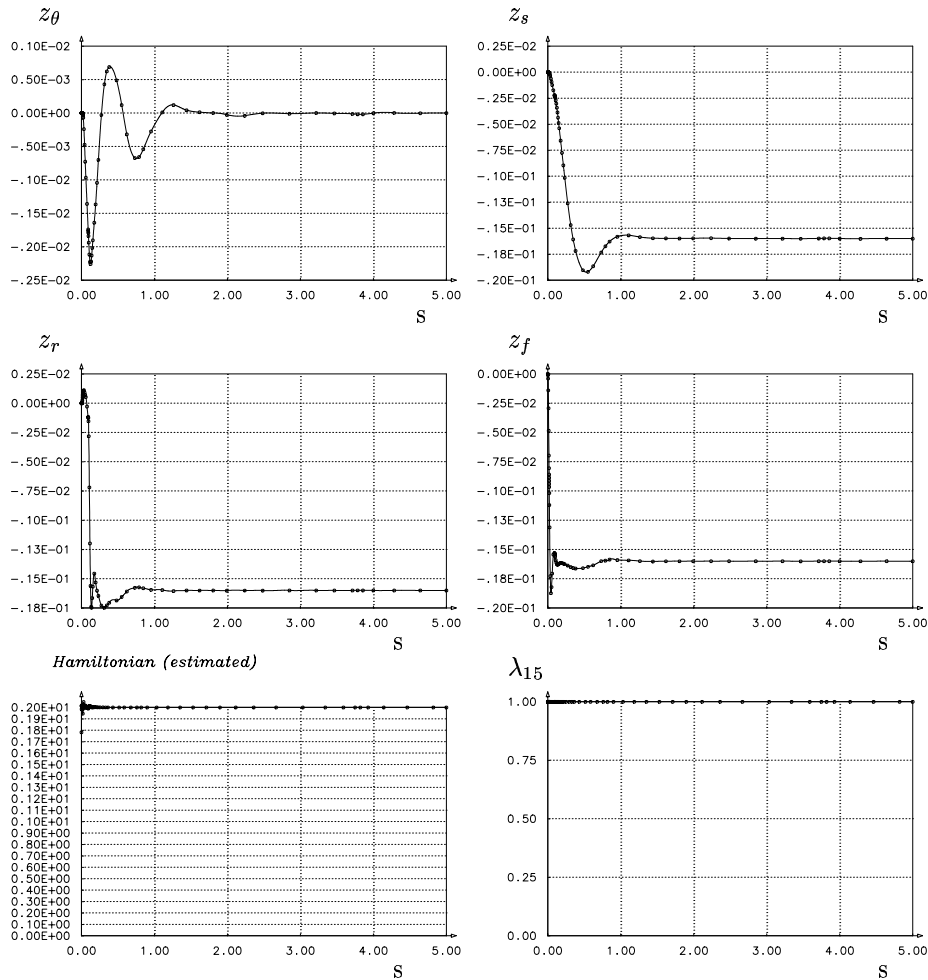 z_θ
0.10E-02
0.50E-03
0.00E+00
-.50E-03
-.10E-02
-.15E-02
-.20E-02
-.25E-02
0.00 1.00 2.00 3.00 4.00 5.00
S
z_s
0.25E-02
0.00E+00
-.25E-02
-.50E-02
-.75E-02
-.10E-01
-.13E-01
-.15E-01
-.18E-01
-.20E-01
0.00 1.00 2.00 3.00 4.00 5.00
S
z_r
0.25E-02
0.00E+00
-.25E-02
-.50E-02
-.75E-02
-.10E-01
-.13E-01
-.15E-01
-.18E-01
0.00 1.00 2.00 3.00 4.00 5.00
S
z_f
0.00E+00
-.25E-02
-.50E-02
-.75E-02
-.10E-01
-.13E-01
-.15E-01
-.18E-01
-.20E-01
0.00 1.00 2.00 3.00 4.00 5.00
S
Hamiltonian (estimated)
0.20E+01
0.19E+01
0.18E+01
0.17E+01
0.16E+01
0.15E+01
0.14E+01
0.13E+01
0.12E+01
0.11E+01
0.10E+01
0.90E+00
0.80E+00
0.70E+00
0.60E+00
0.50E+00
0.40E+00
0.30E+00
0.20E+00
0.10E+00
0.00E+00
0.00 1.00 2.00 3.00 4.00 5.00
S
λ_15
1.00
0.75
0.50
0.25
0.00
0.00 1.00 2.00 3.00 4.00 5.00
S